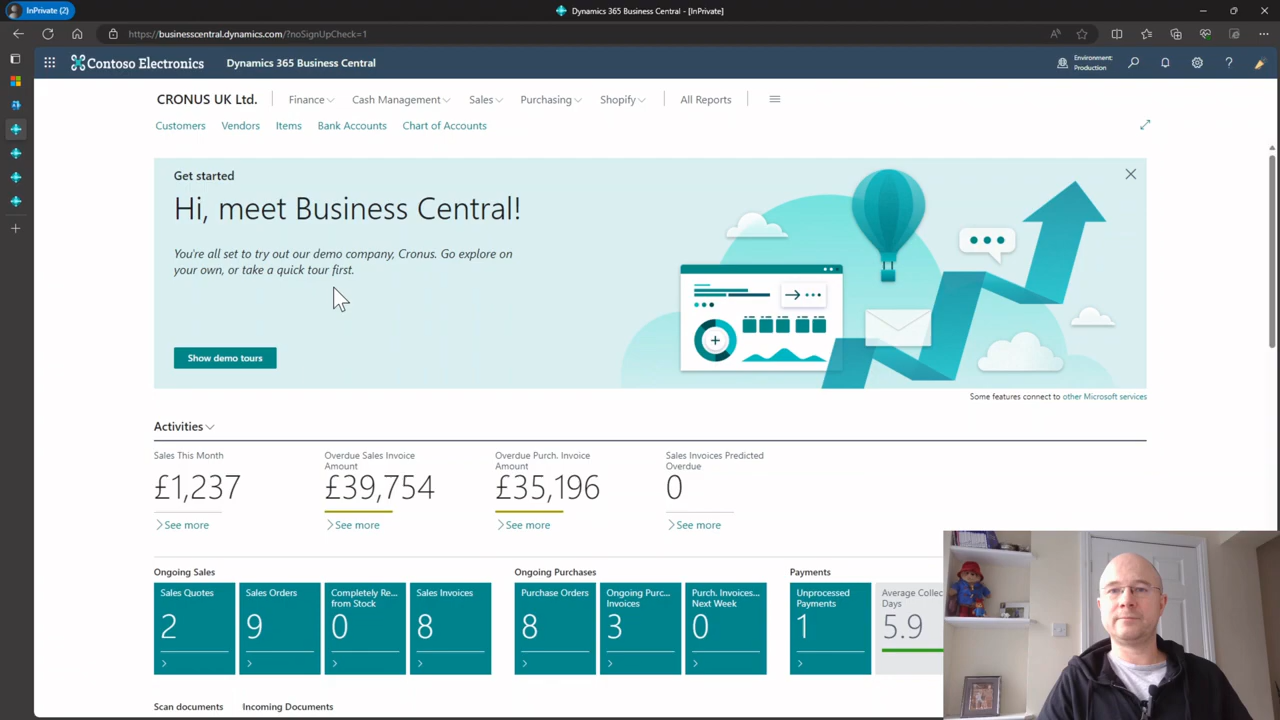 InPrivate (2)
Dynamics 365 Business Central - [InPrivate]
https://businesscentral.dynamics.com/?noSignUpCheck=1
Contoso Electronics
Dynamics 365 Business Central
Environment:
Production
CRONUS UK Ltd.
Finance
Cash Management
Sales
Purchasing
Shopify
All Reports
Customers
Vendors
Items
Bank Accounts
Chart of Accounts
Get started
Hi, meet Business Central!
You're all set to try out our demo company, Cronus. Go explore on
your own, or take a quick tour first.
Show demo tours
Some features connect to other Microsoft services
Activities
Sales This Month
£1,237
See more
Overdue Sales Invoice
Amount
£39,754
See more
Overdue Purch. Invoice
Amount
£35,196
See more
Sales Invoices Predicted
Overdue
0
See more
Ongoing Sales
Sales Quotes
2
Sales Orders
9
Completely Re...
from Stock
0
Sales Invoices
8
Ongoing Purchases
Purchase Orders
8
Ongoing Purc...
Invoices
3
Purch. Invoices...
Next Week
0
Payments
Unprocessed
Payments
1
Average Collec
Days
5.9
Scan documents
Incoming Documents